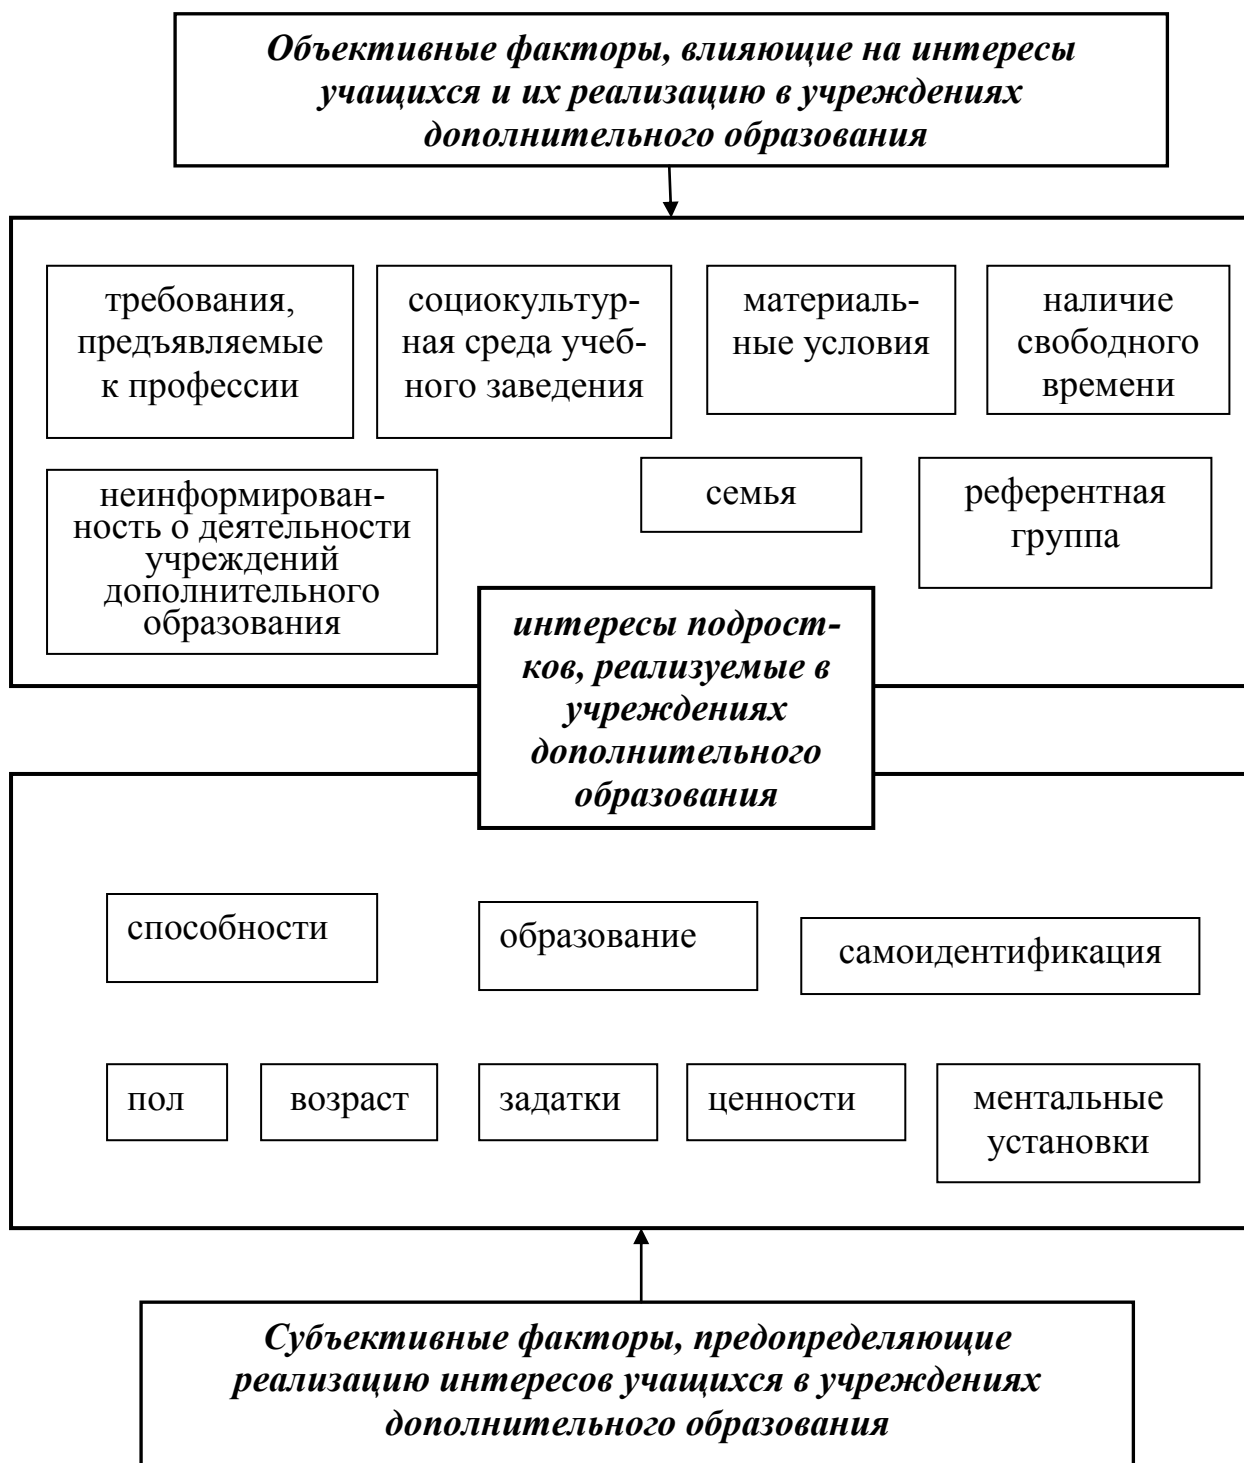 Объективные факторы, влияющие на интересы
учащихся и их реализацию в учреждениях
дополнительного образования
требования,
предъявляемые
к профессии
социокультур-
ная среда учеб-
ного заведения
материаль-
ные условия
наличие
свободного
времени
неинформирован-
ность о деятельности
учреждений
дополнительного
образования
семья
референтная
группа
интересы подрост-
ков, реализуемые в
учреждениях
дополнительного
образования
способности
образование
самоидентификация
пол
возраст
задатки
ценности
ментальные
установки
Субъективные факторы, предопределяющие
реализацию интересов учащихся в учреждениях
дополнительного образования